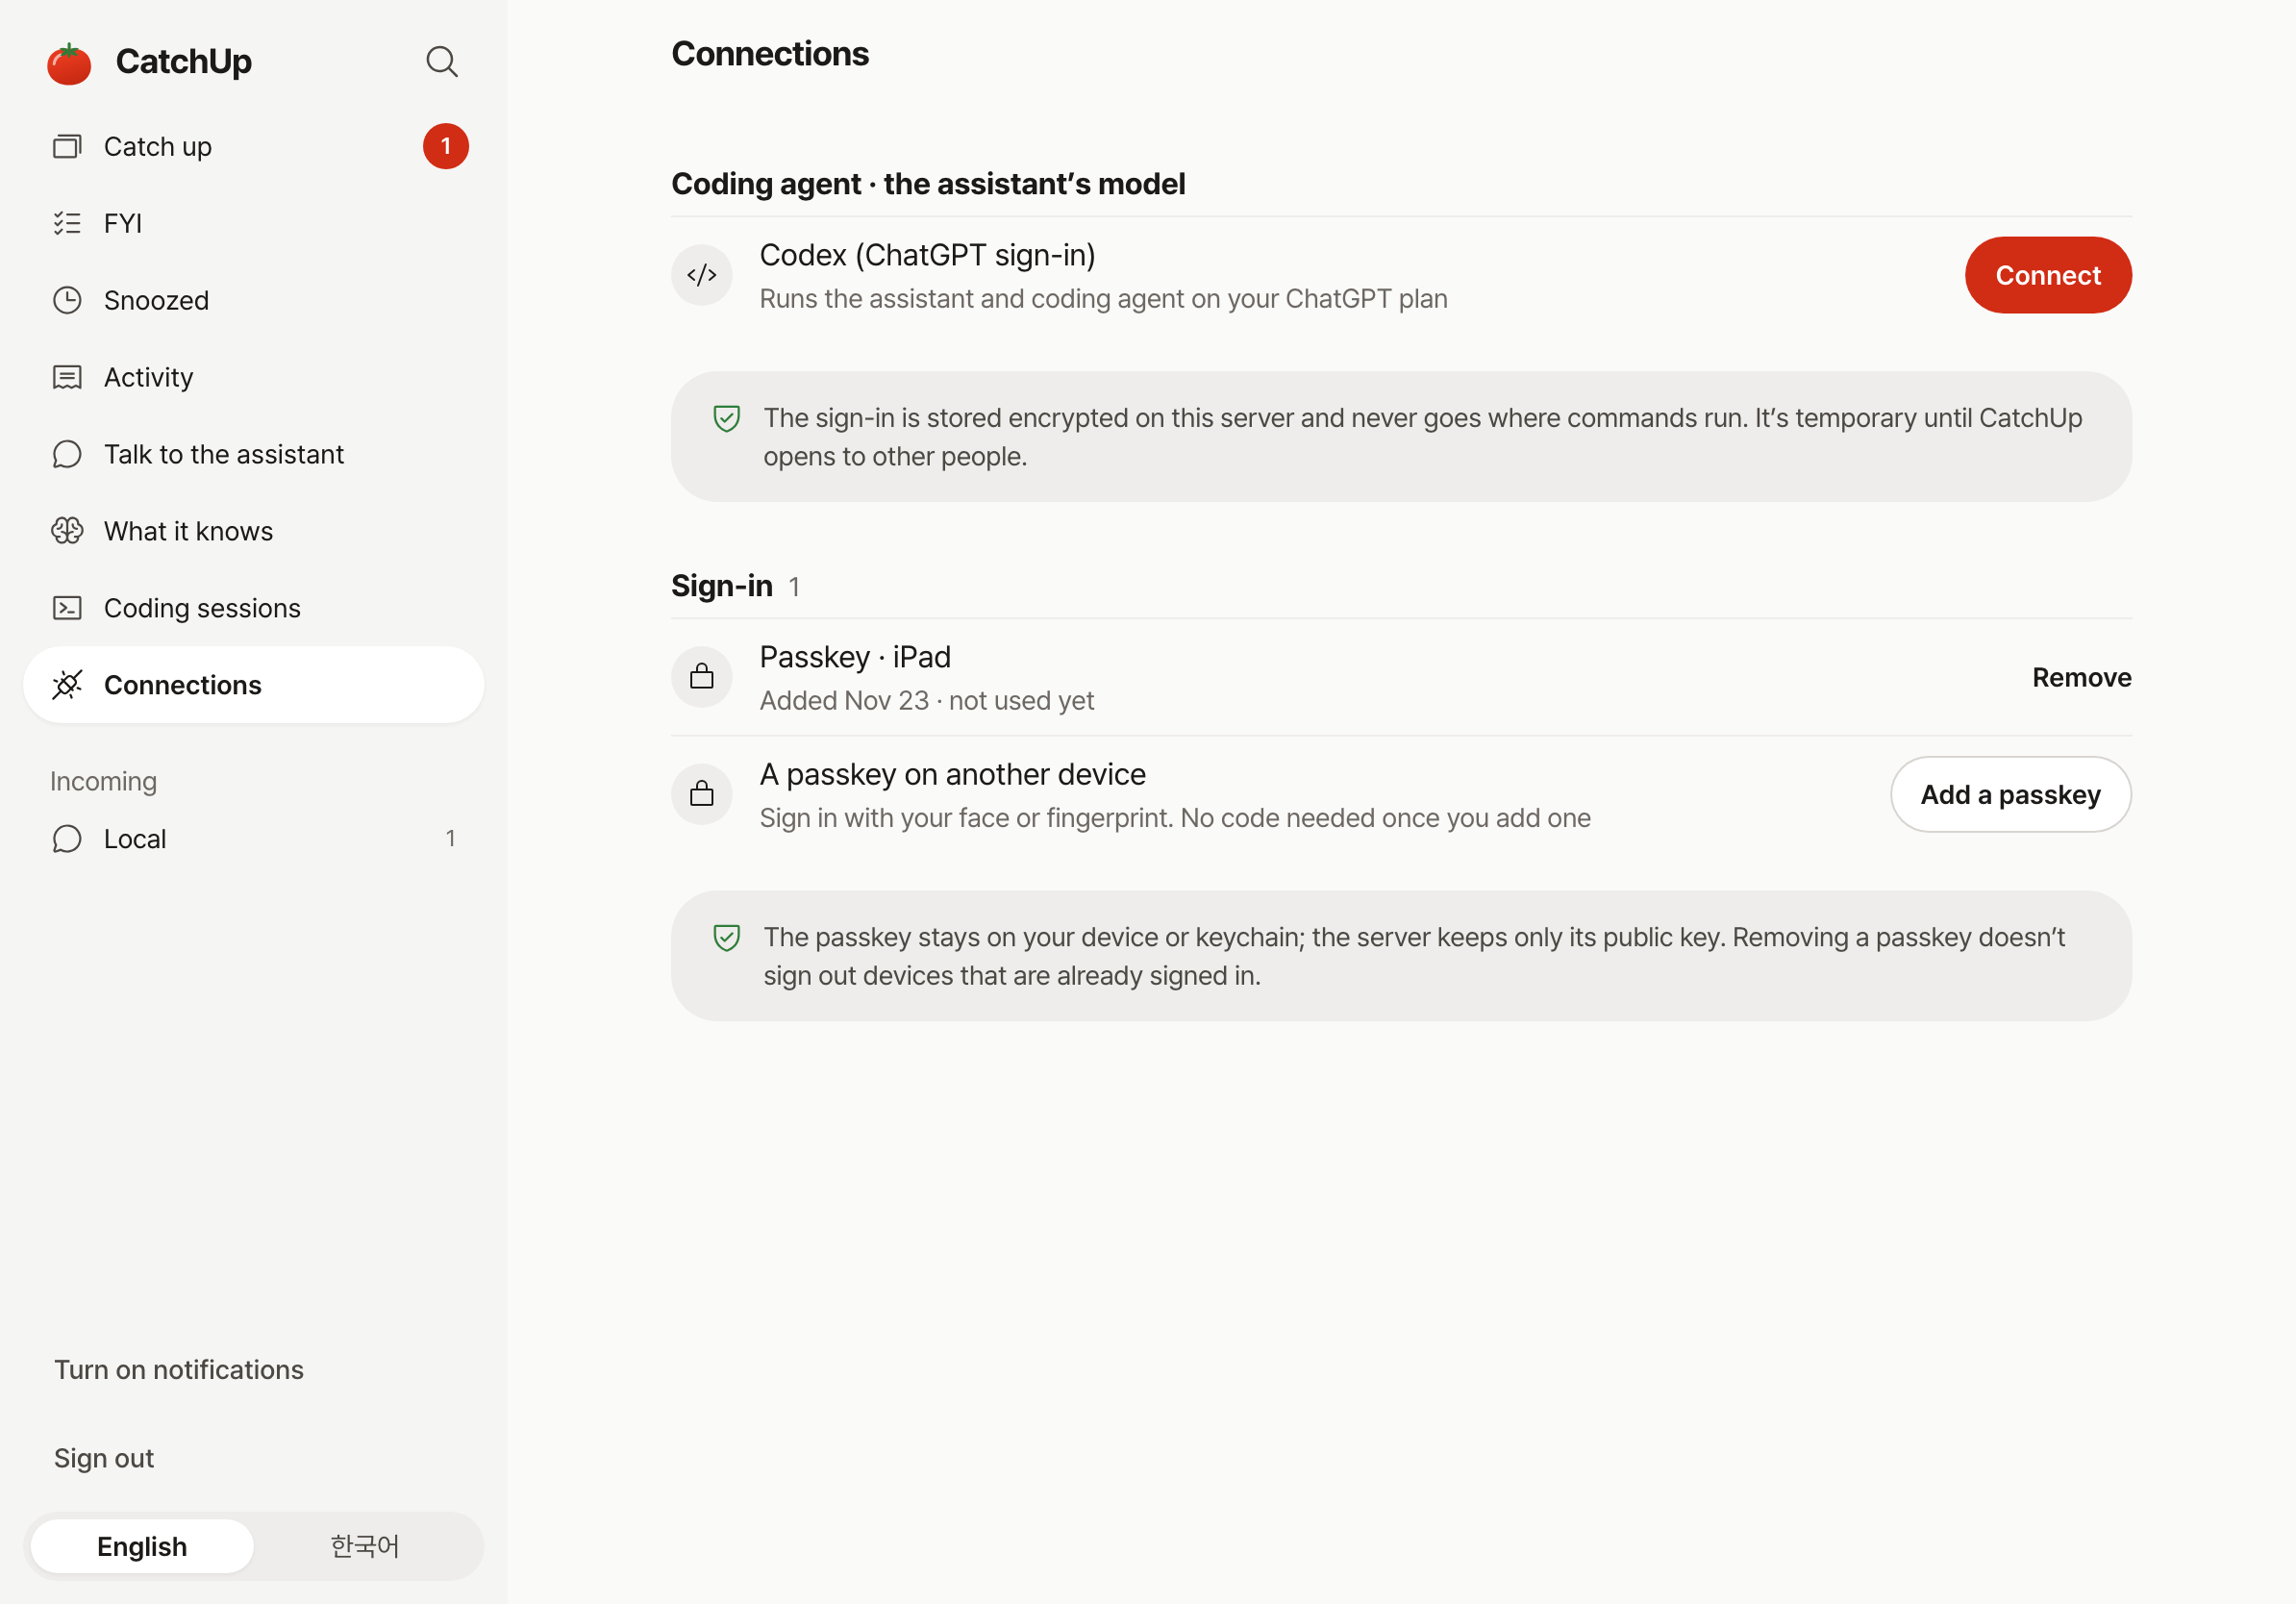 CatchUp
Catch up
1
FYI
Snoozed
Activity
Talk to the assistant
What it knows
Coding sessions
Connections
Incoming
Local
1
Turn on notifications
Sign out
English
한국어
Connections
Coding agent · the assistant’s model
Codex (ChatGPT sign-in)
Runs the assistant and coding agent on your ChatGPT plan
Connect
The sign-in is stored encrypted on this server and never goes where commands run. It’s temporary until CatchUp
opens to other people.
Sign-in 1
Passkey · iPad
Added Nov 23 · not used yet
Remove
A passkey on another device
Sign in with your face or fingerprint. No code needed once you add one
Add a passkey
The passkey stays on your device or keychain; the server keeps only its public key. Removing a passkey doesn’t
sign out devices that are already signed in.